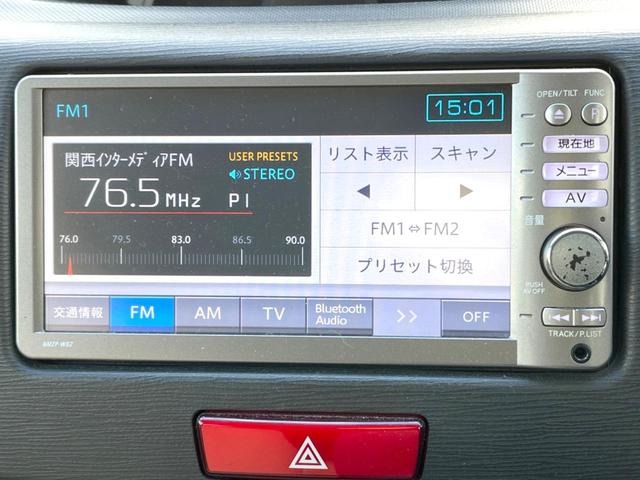 FM1
15:01
関西インターメディアFM
USER PRESETS
STEREO
76.5 MHz P1
76.0 79.5 83.0 86.5 90.0
リスト表示 スキャン
FM1⇔FM2
プリセット切換
交通情報 FM AM TV Bluetooth Audio >> OFF
OPEN/TILT FUNC
現在地
メニュー
AV
音量
PUSH AV OFF
TRACK/P.LIST